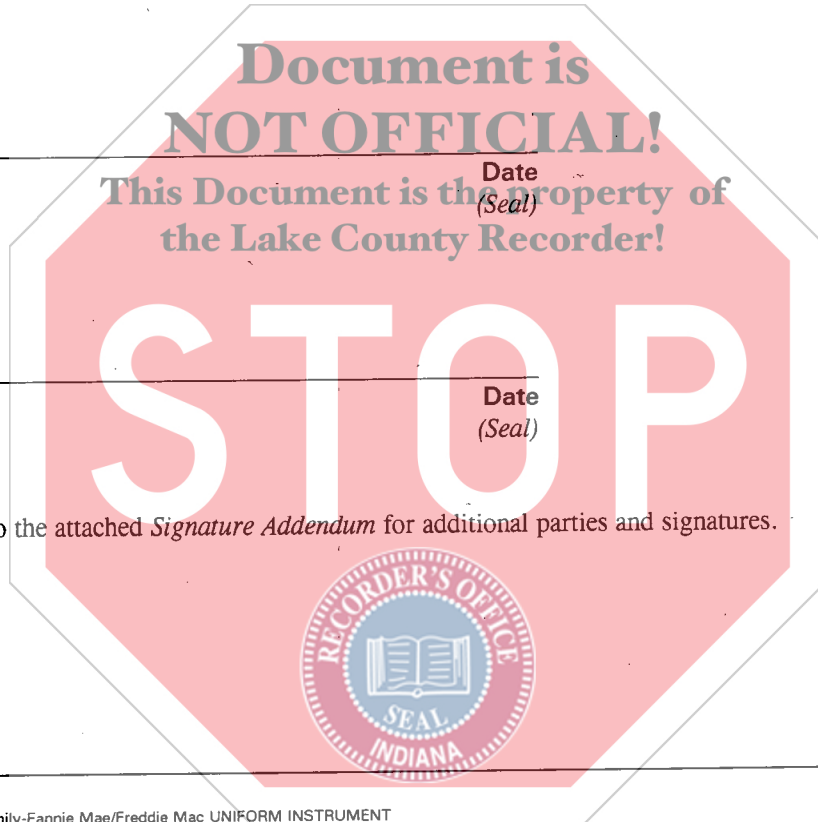 Document is
NOT OFFICIAL!
Date
This Document is the property of
(Seal)
the Lake County Recorder!
STOP
Date
(Seal)
the attached Signature Addendum for additional parties and signatures.
RECORDER'S OFFICE
SEAL
INDIANA
Fannie Mae/Freddie Mac UNIFORM INSTRUMENT